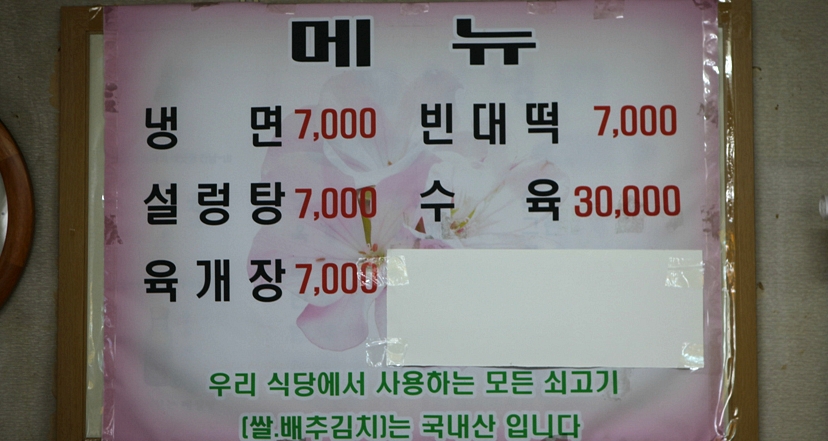 메 뉴
냉 면 7,000 빈대떡 7,000
설렁탕 7,000 수 육 30,000
육개장 7,000
우리 식당에서 사용하는 모든 쇠고기
(쌀.배추김치)는 국내산 입니다